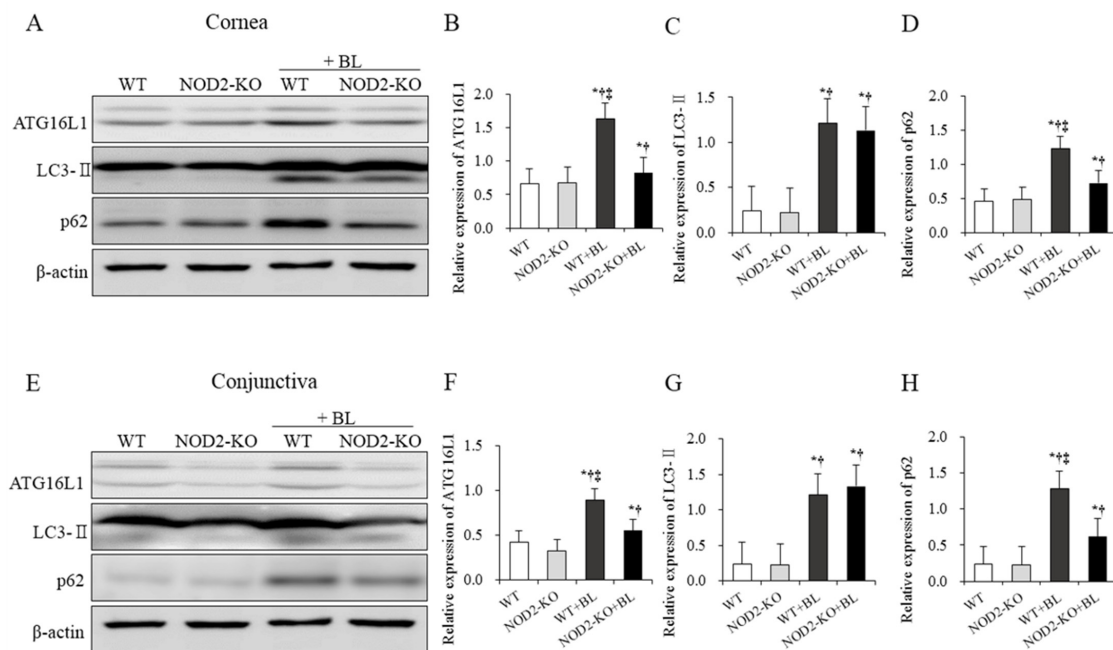 A Cornea
+ BL
WT NOD2-KO WT NOD2-KO
ATG16L1
LC3-Ⅱ
p62
β-actin
B
Relative expression of ATG16L1
2.0
1.5
1.0
0.5
0.0
*†‡
*†
WT NOD2-KO WT+BL NOD2-KO+BL
C
Relative expression of LC3-Ⅱ
1.5
1.0
0.5
0.0
*†
*†
WT NOD2-KO WT+BL NOD2-KO+BL
D
Relative expression of p62
2.0
1.5
1.0
0.5
0.0
*†‡
*†
WT NOD2-KO WT+BL NOD2-KO+BL
E Conjunctiva
+ BL
WT NOD2-KO WT NOD2-KO
ATG16L1
LC3-Ⅱ
p62
β-actin
F
Relative expression of ATG16L1
1.5
1.0
0.5
0.0
*†‡
*†
WT NOD2-KO WT+BL NOD2-KO+BL
G
Relative expression of LC3-Ⅱ
2.0
1.5
1.0
0.5
0.0
*†
*†
WT NOD2-KO WT+BL NOD2-KO+BL
H
Relative expression of p62
2.0
1.5
1.0
0.5
0.0
*†‡
*†
WT NOD2-KO WT+BL NOD2-KO+BL